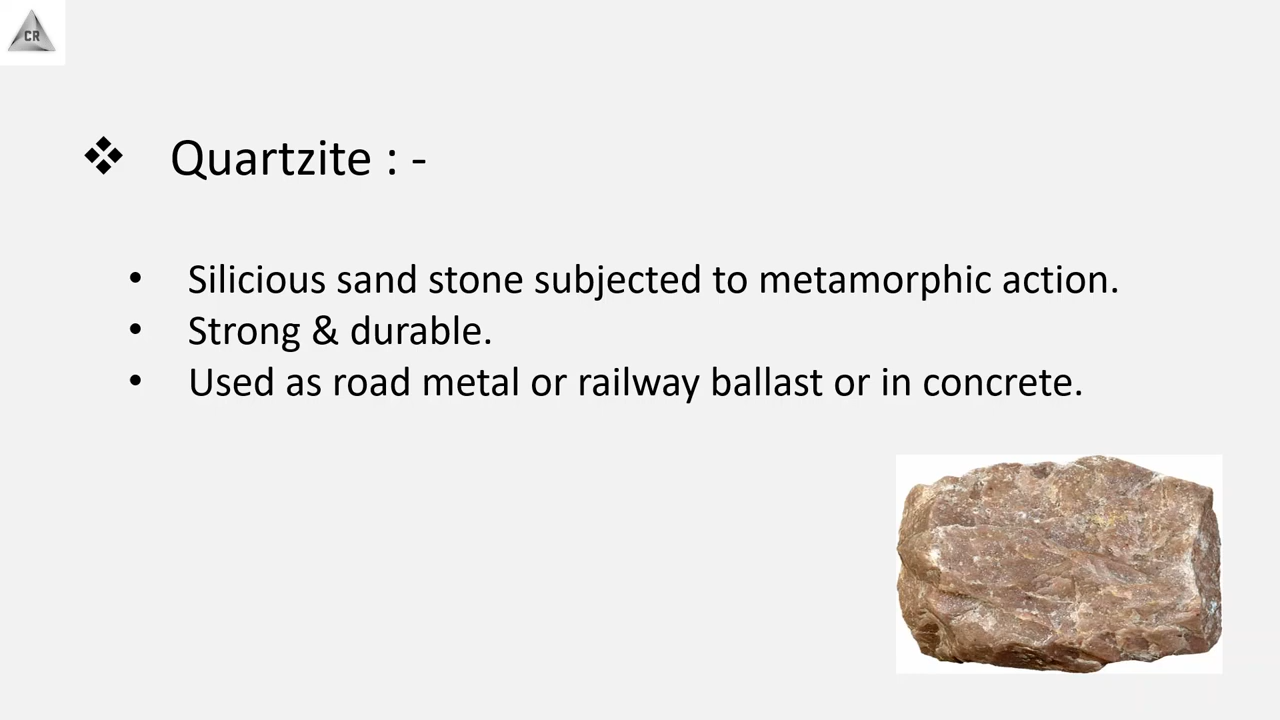 CR
❖ Quartzite : -
• Silicious sand stone subjected to metamorphic action.
• Strong & durable.
• Used as road metal or railway ballast or in concrete.